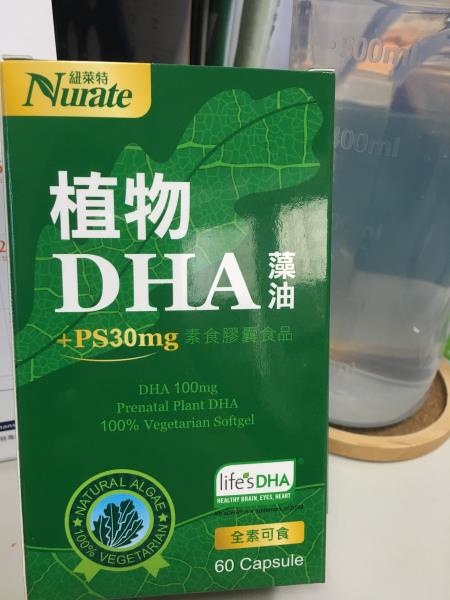 紐萊特
Nurate
植物
DHA
藻油
+PS30mg 素食膠囊食品
DHA 100mg
Prenatal Plant DHA
100% Vegetarian Softgel
NATURAL ALGAE
100% VEGETARIAN
life'sDHA®
HEALTHY BRAIN, EYES, HEART
全素可食
60 Capsule